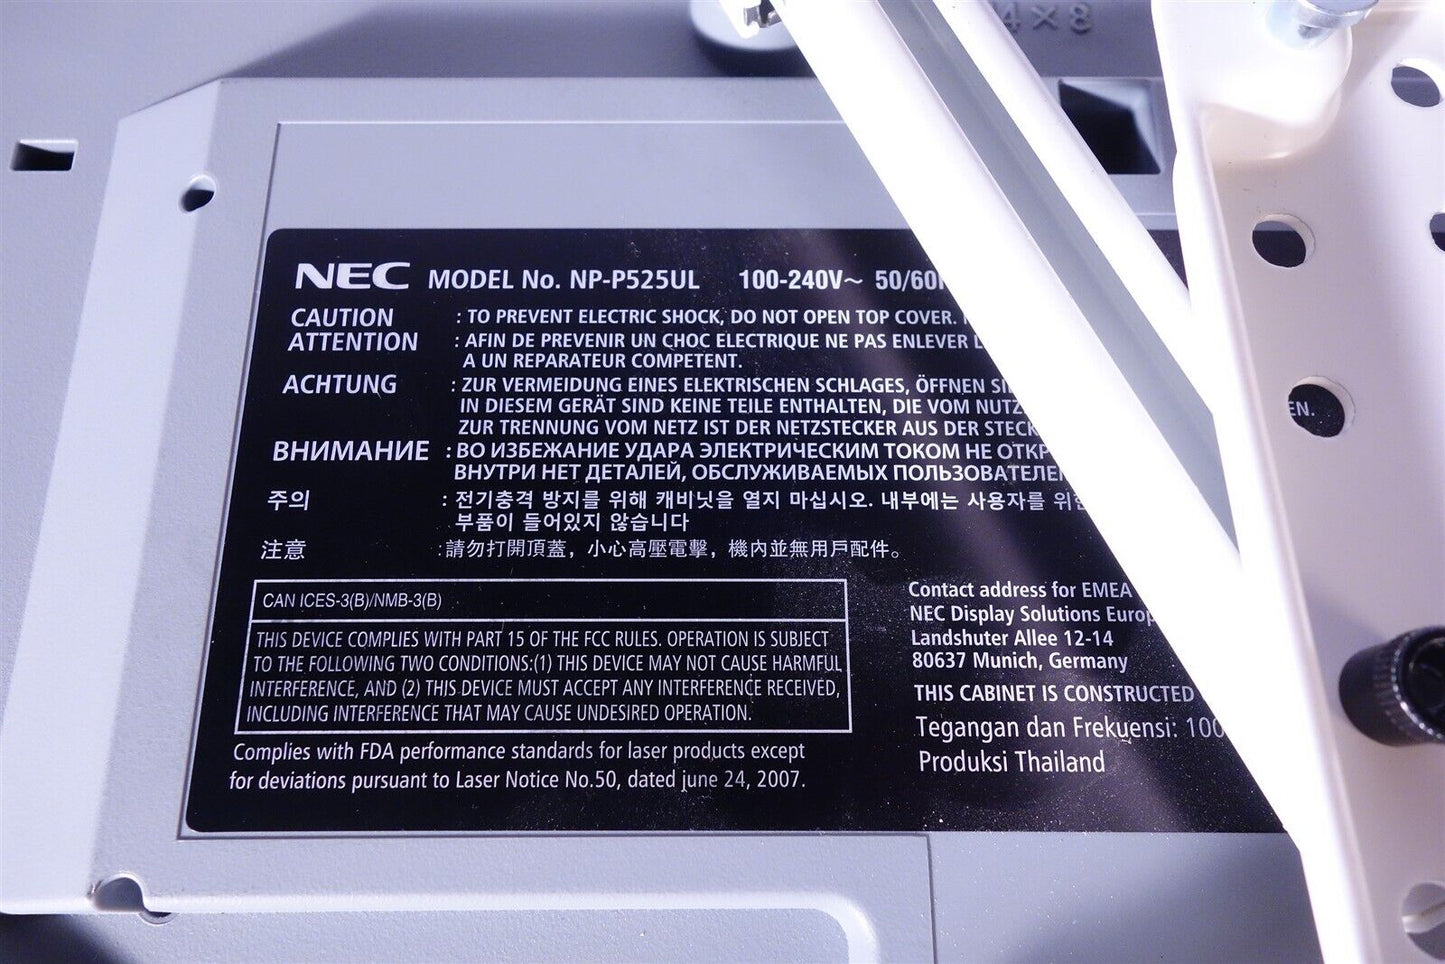 4×8
NEC MODEL No. NP-P525UL 100-240V~ 50/60
CAUTION : TO PREVENT ELECTRIC SHOCK, DO NOT OPEN TOP COVER.
ATTENTION : AFIN DE PREVENIR UN CHOC ELECTRIQUE NE PAS ENLEVER
A UN REPARATEUR COMPETENT.
ACHTUNG : ZUR VERMEIDUNG EINES ELEKTRISCHEN SCHLAGES, ÖFFNEN
IN DIESEM GERÄT SIND KEINE TEILE ENTHALTEN, DIE VOM
EN.
ZUR TRENNUNG VOM NETZ IST DER NETZSTECKER AUS DER
ВНИМАНИЕ : ВО ИЗБЕЖАНИЕ УДАРА ЭЛЕКТРИЧЕСКИМ ТОКОМ НЕ
ВНУТРИ НЕТ ДЕТАЛЕЙ, ОБСЛУЖИВАЕМЫХ
주의 : 전기충격 방지를 위해 캐비닛을 열지 마십시오. 내부에는 사용자를
부품이 들어있지 않습니다
注意 : 請勿打開頂蓋，小心高壓電擊，機內並無用戶配件。
CAN ICES-3(B)/NMB-3(B)
THIS DEVICE COMPLIES WITH PART 15 OF THE FCC RULES. OPERATION IS SUBJECT
TO THE FOLLOWING TWO CONDITIONS:(1) THIS DEVICE MAY NOT CAUSE HARMFUL
INTERFERENCE, AND (2) THIS DEVICE MUST ACCEPT ANY INTERFERENCE RECEIVED,
INCLUDING INTERFERENCE THAT MAY CAUSE UNDESIRED OPERATION.
Complies with FDA performance standards for laser products except
for deviations pursuant to Laser Notice No.50, dated june 24, 2007.
Contact address for EMEA
NEC Display Solutions
Landshuter Allee 12-14
80637 Munich, Germany
THIS CABINET IS CONSTRUCTED
Tegangan dan Frekuensi: 100
Produksi Thailand